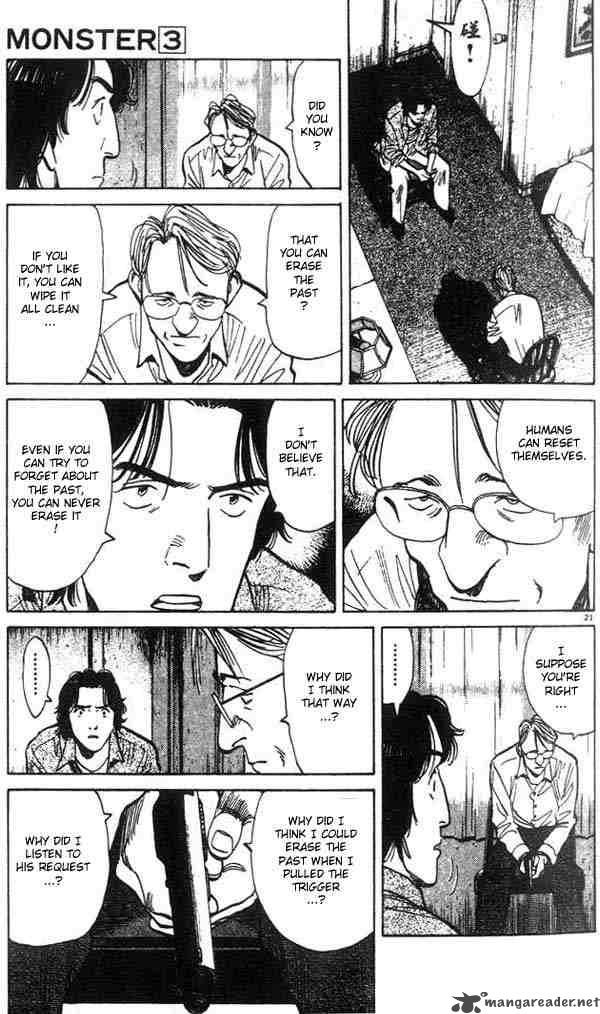 MONSTER 3
碰!
DID
YOU
KNOW
?
THAT
YOU CAN
ERASE
THE
PAST
?
IF YOU
DON'T LIKE
IT, YOU CAN
WIPE IT
ALL CLEAN
...
HUMANS
CAN RESET
THEMSELVES.
I
DON'T
BELIEVE
THAT.
EVEN IF YOU
CAN TRY TO
FORGET ABOUT
THE PAST,
YOU CAN NEVER
ERASE IT
!
21
I
SUPPOSE
YOU'RE
RIGHT
...
......
WHY DID
I THINK
THAT WAY
...?
......
WHY DID I
THINK I COULD
ERASE THE
PAST WHEN I
PULLED THE
TRIGGER
...?
WHY DID I
LISTEN TO
HIS REQUEST
...?
mangareader.net